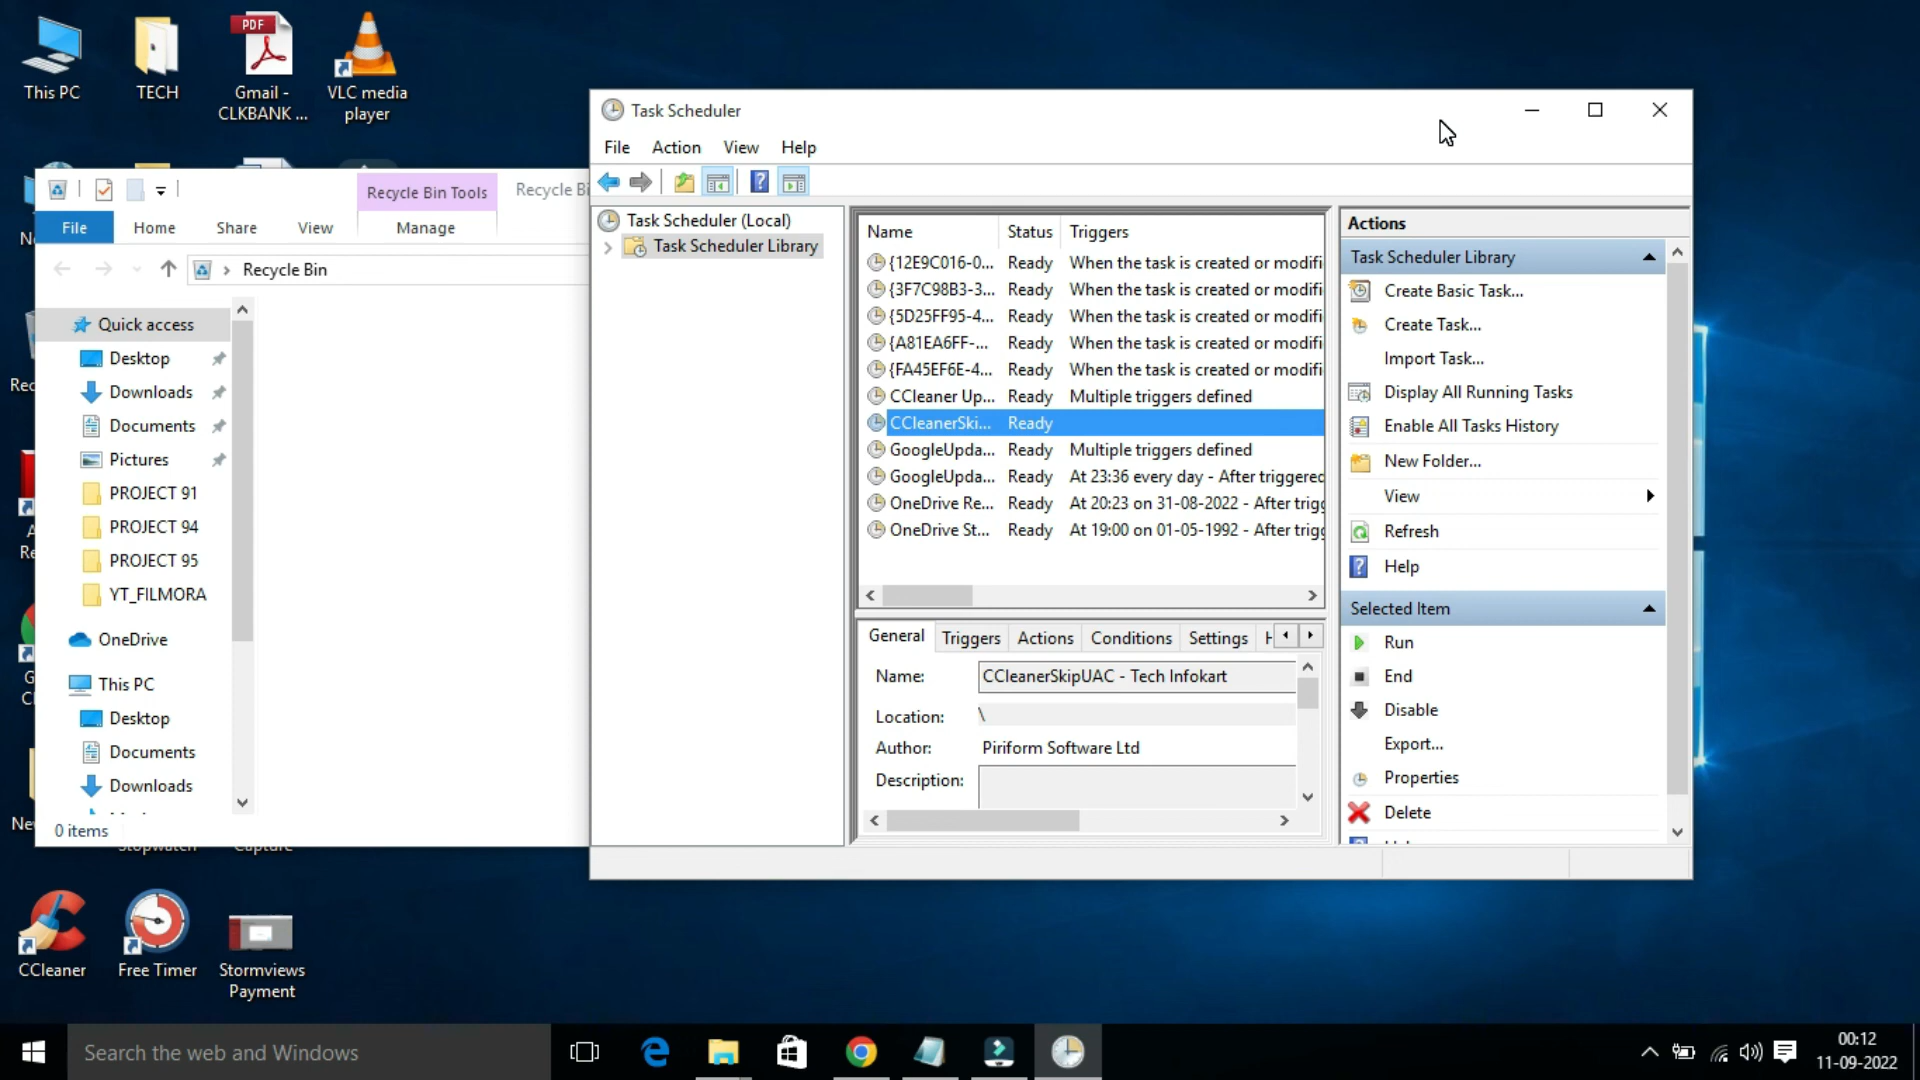 This PC
TECH
PDF
Gmail -
CLKBANK ...
VLC media
player
Recycle Bin Tools
File
Home
Share
View
Manage
Recycle Bin
Quick access
Desktop
Downloads
Documents
Pictures
PROJECT 91
PROJECT 94
PROJECT 95
YT_FILMORA
OneDrive
This PC
Desktop
Documents
Downloads
0 items
Capture
CCleaner
Free Timer
Stormviews
Payment
Task Scheduler
File
Action
View
Help
Task Scheduler (Local)
Task Scheduler Library
Name
Status
Triggers
{12E9C016-0... Ready When the task is created or modifi
{3F7C98B3-3... Ready When the task is created or modifi
{5D25FF95-4... Ready When the task is created or modifi
{A81EA6FF-... Ready When the task is created or modifi
{FA45EF6E-4... Ready When the task is created or modifi
CCleaner Up... Ready Multiple triggers defined
CCleanerSki... Ready
GoogleUpda... Ready Multiple triggers defined
GoogleUpda... Ready At 23:36 every day - After triggered
OneDrive Re... Ready At 20:23 on 31-08-2022 - After trigg
OneDrive St... Ready At 19:00 on 01-05-1992 - After trigg
General
Triggers
Actions
Conditions
Settings
Name: CCleanerSkipUAC - Tech Infokart
Location: \
Author: Piriform Software Ltd
Description:
Actions
Task Scheduler Library
Create Basic Task...
Create Task...
Import Task...
Display All Running Tasks
Enable All Tasks History
New Folder...
View
Refresh
Help
Selected Item
Run
End
Disable
Export...
Properties
Delete
Search the web and Windows
00:12
11-09-2022